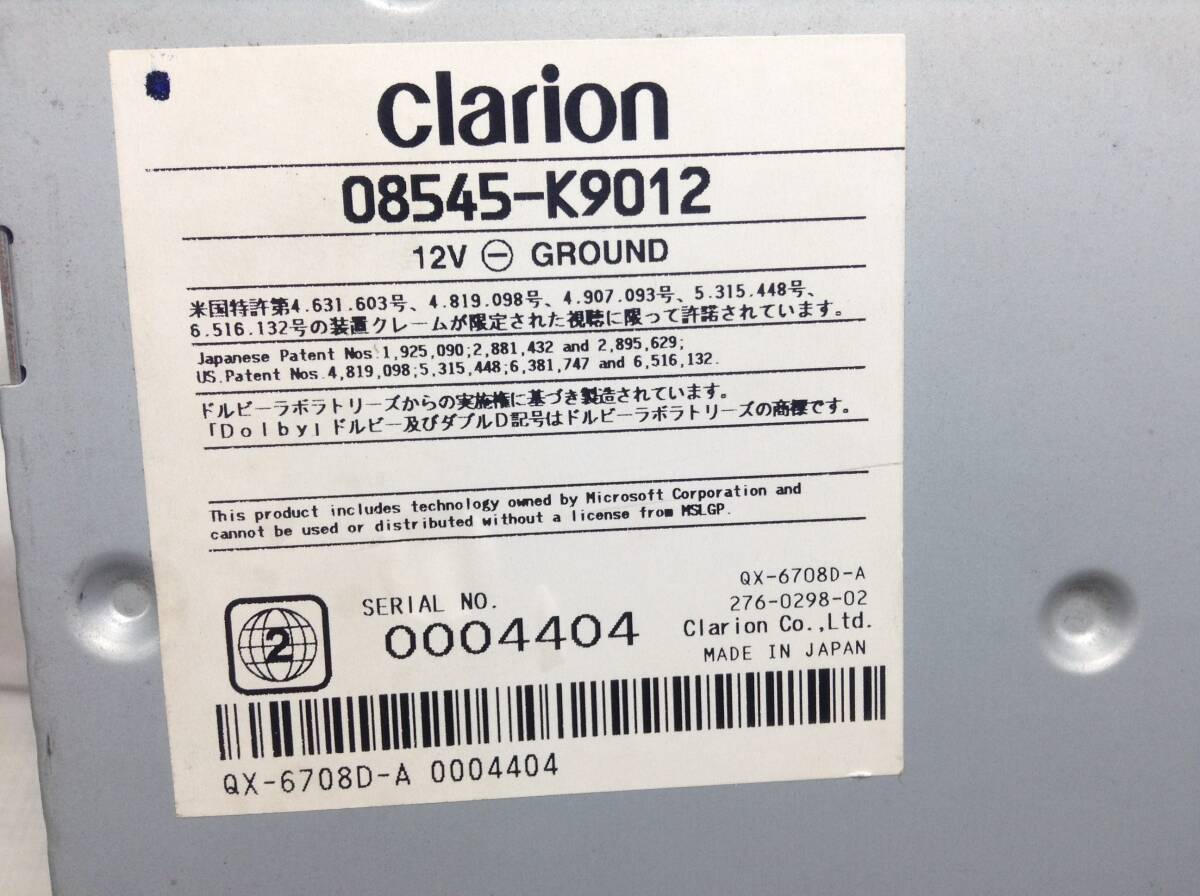 clarion
08545-K9012
12V ⊖ GROUND
米国特許第4.631.603号、4.819.098号、4.907.093号、5.315.448号、
6.516.132号の装置クレームが限定された視聴に限って許諾されています。
Japanese Patent Nos:1,925,090;2,881,432 and 2,895,629;
US.Patent Nos.4,819,098;5,315,448;6,381,747 and 6,516,132.
ドルビーラボラトリーズからの実施権に基づき製造されています。
「Dolby」ドルビー及びダブルD記号はドルビーラボラトリーズの商標です。
This product includes technology owned by Microsoft Corporation and
cannot be used or distributed without a license from MSLGP.
2
SERIAL NO.
0004404
QX-6708D-A
276-0298-02
Clarion Co.,Ltd.
MADE IN JAPAN
QX-6708D-A 0004404